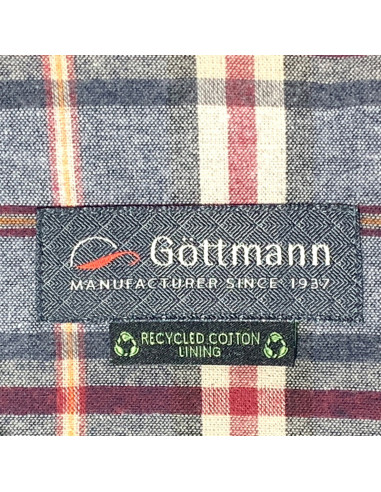 Göttmann
MANUFACTURER SINCE 1937
RECYCLED COTTON
LINING